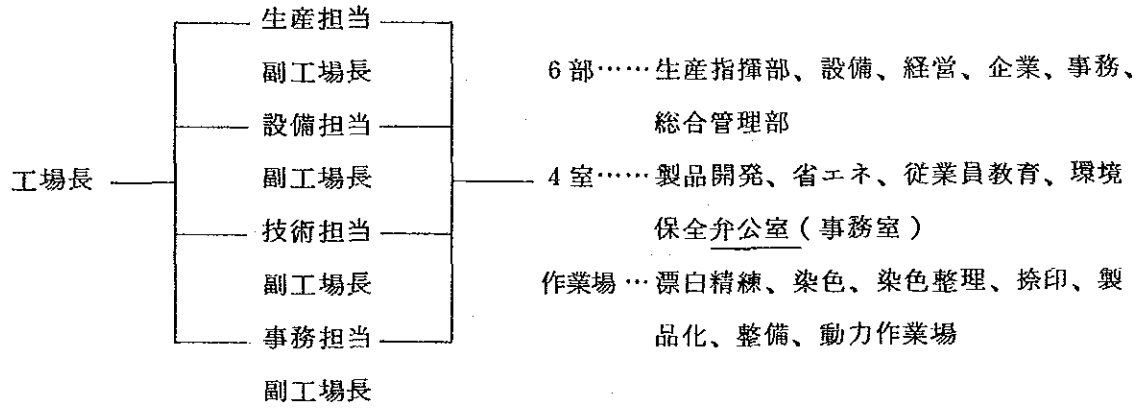 生産担当
副工場長
設備担当
副工場長
技術担当
副工場長
事務担当
副工場長
工場長
6部……生産指揮部、設備、経営、企業、事務、
総合管理部
4室……製品開発、省エネ、従業員教育、環境
保全弁公室(事務室)
作業場…漂白精練、染色、染色整理、捺印、製
品化、整備、動力作業場